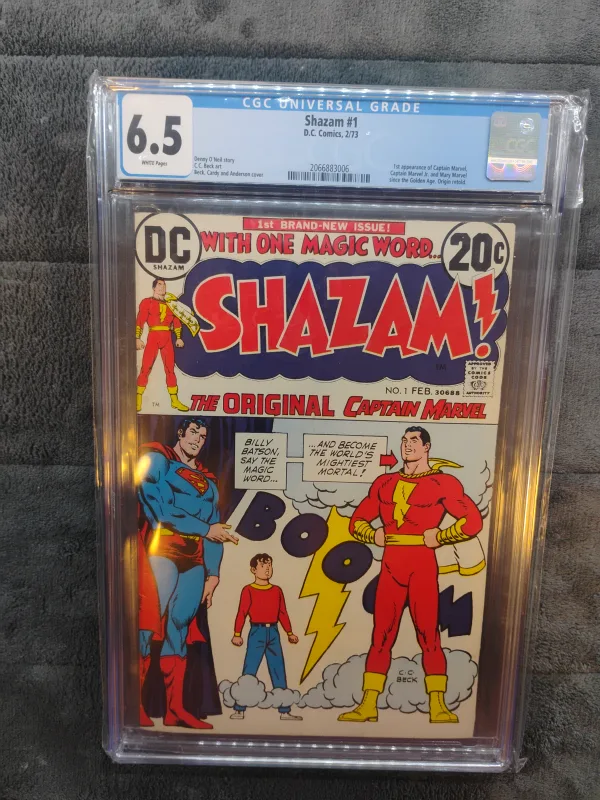 CGC UNIVERSAL GRADE
6.5
WHITE Pages
Shazam #1
D.C. Comics, 2/73
Denny O'Neil story
C.C. Beck art
Beck, Cardy and Anderson cover
2066883006
1st appearance of Captain Marvel,
Captain Marvel Jr. and Mary Marvel
since the Golden Age. Origin retold.
CGC
1st BRAND-NEW ISSUE!
DC
SHAZAM
WITH ONE MAGIC WORD...
20¢
SHAZAM!
TM
APPROVED
BY THE
COMICS
CODE
AUTHORITY
NO. 1 FEB. 30688
TM
THE ORIGINAL CAPTAIN MARVEL
BILLY
BATSON,
SAY THE
MAGIC
WORD...
...AND BECOME
THE WORLD'S
MIGHTIEST
MORTAL!
BOOOM
C.C.
BECK